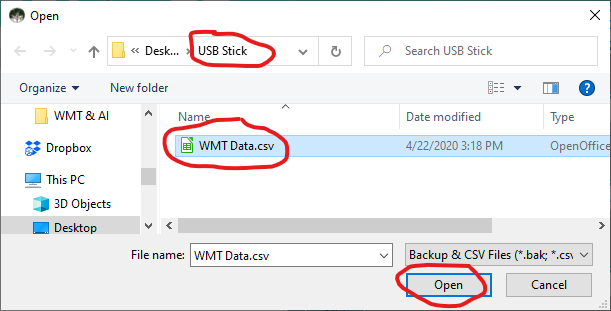 Open
« Desk... > USB Stick >
Search USB Stick
Organize New folder
Name Date modified Type
WMT & AI
WMT Data.csv 4/22/2020 3:18 PM OpenOffice
Dropbox
This PC
3D Objects
Desktop
File name: WMT Data.csv Backup & CSV Files (*.bak; *.csv
Open Cancel